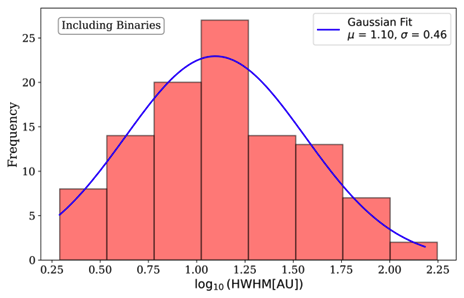 Including Binaries
Gaussian Fit
μ = 1.10, σ = 0.46
Frequency
25
20
15
10
5
0
0.25 0.50 0.75 1.00 1.25 1.50 1.75 2.00 2.25
log₁₀(HWHM[AU])